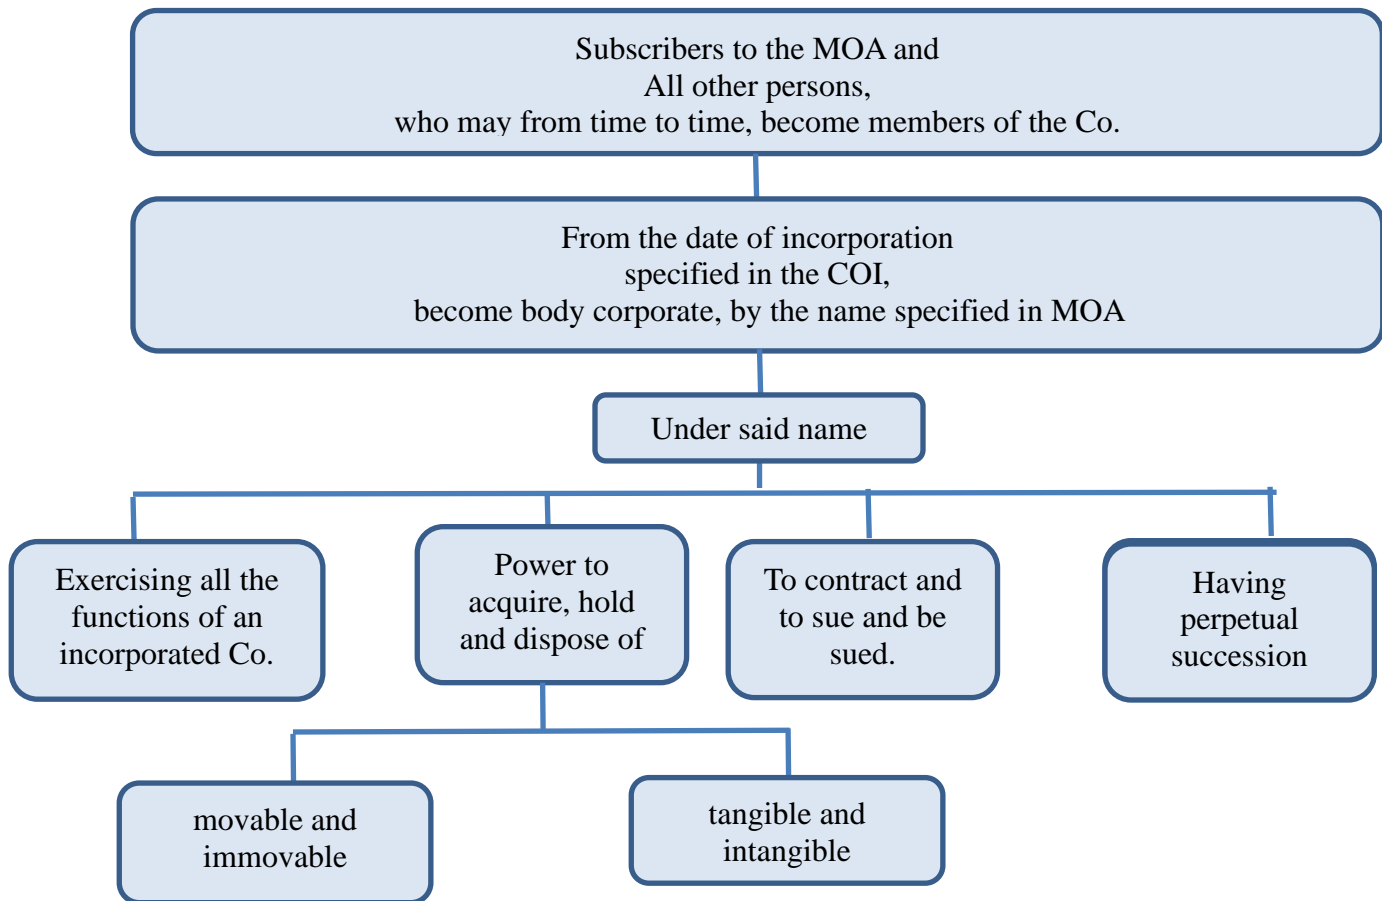 Subscribers to the MOA and
All other persons,
who may from time to time, become members of the Co.
From the date of incorporation
specified in the COI,
become body corporate, by the name specified in MOA
Under said name
Exercising all the
functions of an
incorporated Co.
Power to
acquire, hold
and dispose of
To contract and
to sue and be
sued.
Having
perpetual
succession
movable and
immovable
tangible and
intangible